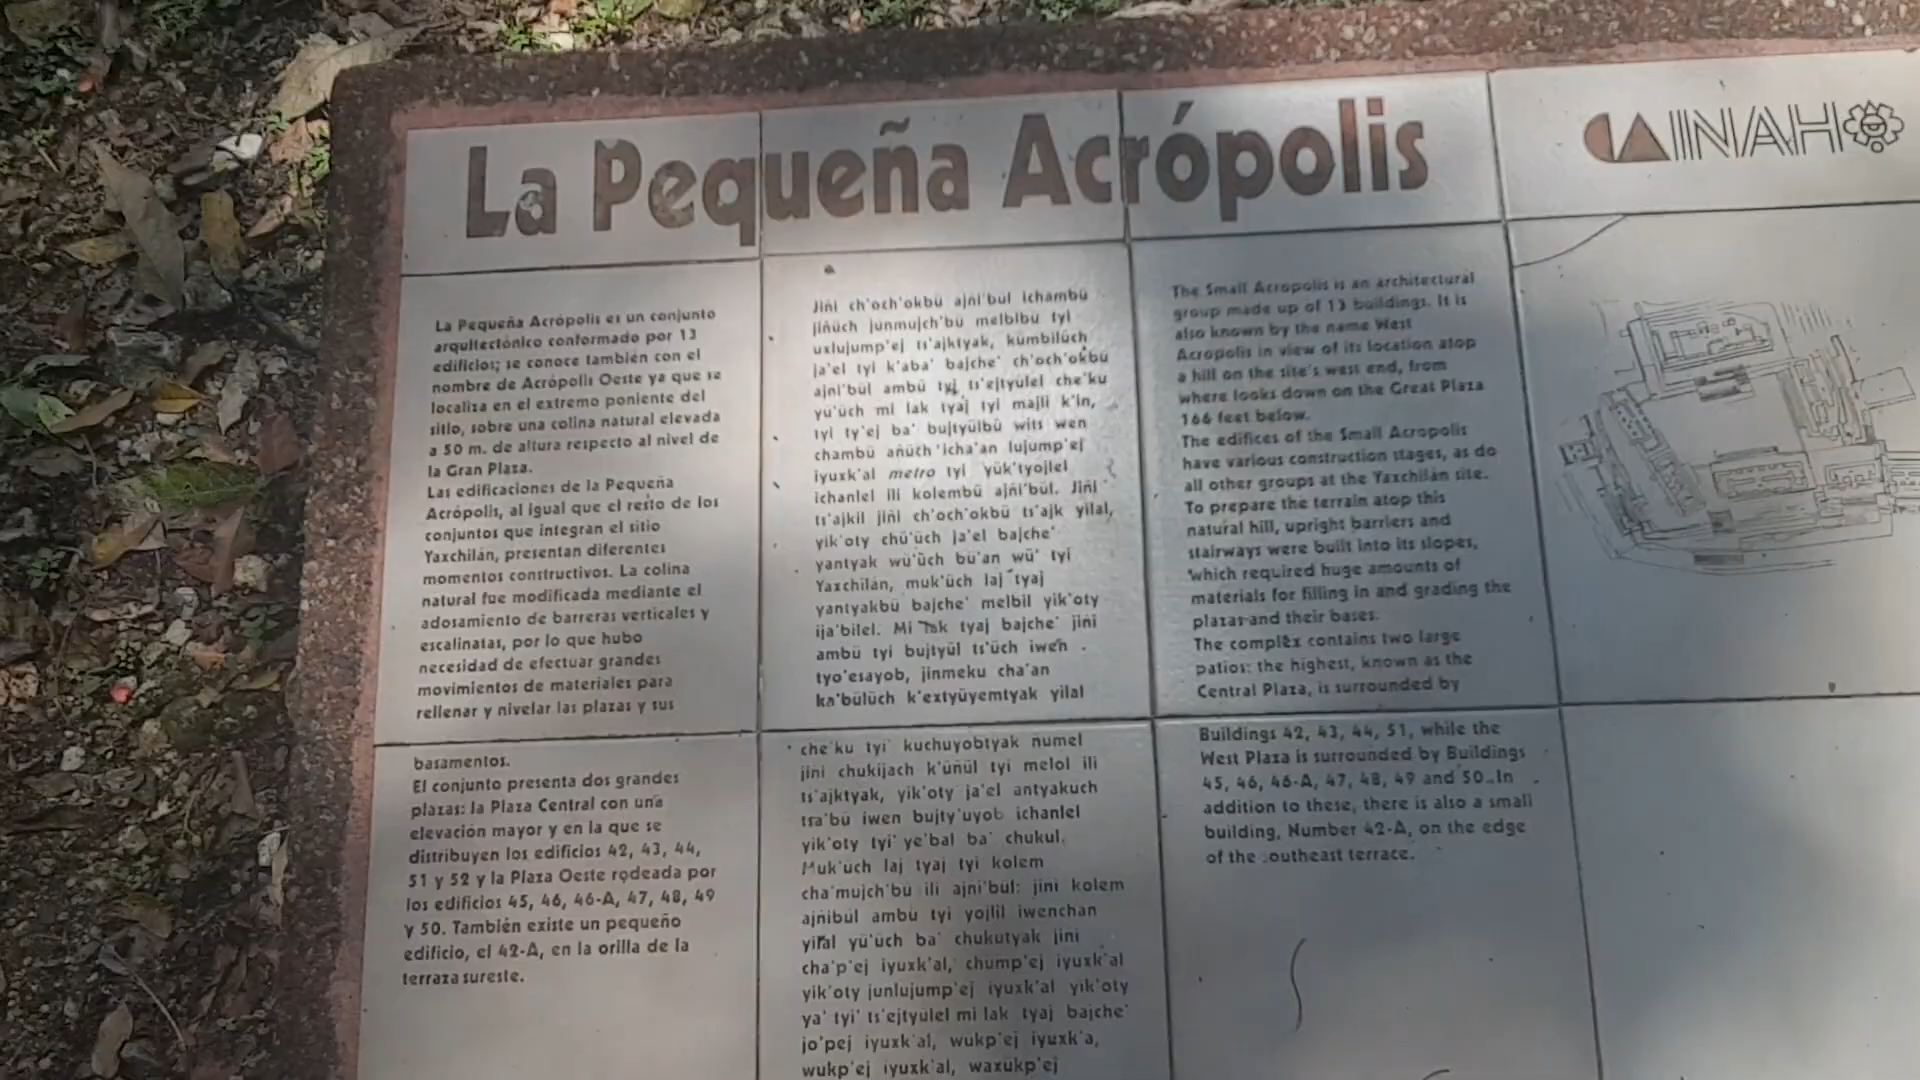 La Pequeña Acrópolis
INAH
La Pequeña Acrópolis es un conjunto
arquitectónico conformado por 13
edificios; se conoce también con el
nombre de Acrópolis Oeste ya que se
localiza en el extremo poniente del
sitio, sobre una colina natural elevada
a 50 m. de altura respecto al nivel de
la Gran Plaza.
Las edificaciones de la Pequeña
Acrópolis, al igual que el resto de los
conjuntos que integran el sitio
Yaxchilán, presentan diferentes
momentos constructivos. La colina
natural fue modificada mediante el
adosamiento de barreras verticales y
escalinatas, por lo que hubo
necesidad de efectuar grandes
movimientos de materiales para
rellenar y nivelar las plazas y sus
basamentos.
El conjunto presenta dos grandes
plazas: la Plaza Central con una
elevación mayor y en la que se
distribuyen los edificios 42, 43, 44,
51 y 52 y la Plaza Oeste rodeada por
los edificios 45, 46, 46-A, 47, 48, 49
y 50. También existe un pequeño
edificio, el 42-A, en la orilla de la
terraza sureste.
Jiñi ch'och'okbü ajñi'bül ichambü
jiñüch junmujch'bü melbibü tyi
uxlujump'ej ts'ajktyak, kümbilüch
ja'el tyi k'aba' bajche' ch'och'okbü
ajñi'bül ambü tyi ts'ejtyülel che'ku
yu'üch mi lak tyaj tyi majli k'in,
tyi ty'ej ba' bujtyülbü wits wen
chambü añüch 'icha'an lujump'ej
iyuxk'al metro tyi yük'tyojlel
ichanlel ili kolembü ajñi'bül. Jiñi
ts'ajkil jiñi ch'och'okbü ts'ajk yilal,
yik'oty chü'üch ja'el bajche'
yantyak wü'üch bü'an wü' tyi
Yaxchilán, muk'üch laj tyaj
yantyakbü bajche' melbil yik'oty
ija'bilel. Mi lak tyaj bajche' jiñi
ambü tyi bujtyül ts'üch iweñ
tyo'esayob, jinmeku cha'an
ka'bülüch k'extyüyemtyak yilal
che'ku tyi' kuchuyobtyak numel
jiñi chukijach k'üñül tyi melol ili
ts'ajktyak, yik'oty ja'el antyakuch
tsa'bü iwen bujty'uyob ichanlel
yik'oty tyi' ye'bal ba' chukul.
Muk'üch laj tyaj tyi kolem
cha'mujch'bü ili ajñi'bül: jiñi kolem
ajñibül ambü tyi yojlil iwenchan
yilal yü'üch ba' chukutyak jiñi
cha'p'ej iyuxk'al, chümp'ej iyuxk'al
yik'oty junlujump'ej iyuxk'al yik'oty
ya' tyi' ts'ejtyülel mi lak tyaj bajche'
jo'pej iyuxk'al, wukp'ej iyuxk'a,
wukp'ej iyuxk'al, waxükp'ej
The Small Acropolis is an architectural
group made up of 13 buildings. It is
also known by the name West
Acropolis in view of its location atop
a hill on the site's west end, from
where looks down on the Great Plaza
166 feet below.
The edifices of the Small Acropolis
have various construction stages, as do
all other groups at the Yaxchilán site.
To prepare the terrain atop this
natural hill, upright barriers and
stairways were built into its slopes,
which required huge amounts of
materials for filling in and grading the
plazas and their bases.
The complex contains two large
patios: the highest, known as the
Central Plaza, is surrounded by
Buildings 42, 43, 44, 51, while the
West Plaza is surrounded by Buildings
45, 46, 46-A, 47, 48, 49 and 50. In
addition to these, there is also a small
building, Number 42-A, on the edge
of the southeast terrace.